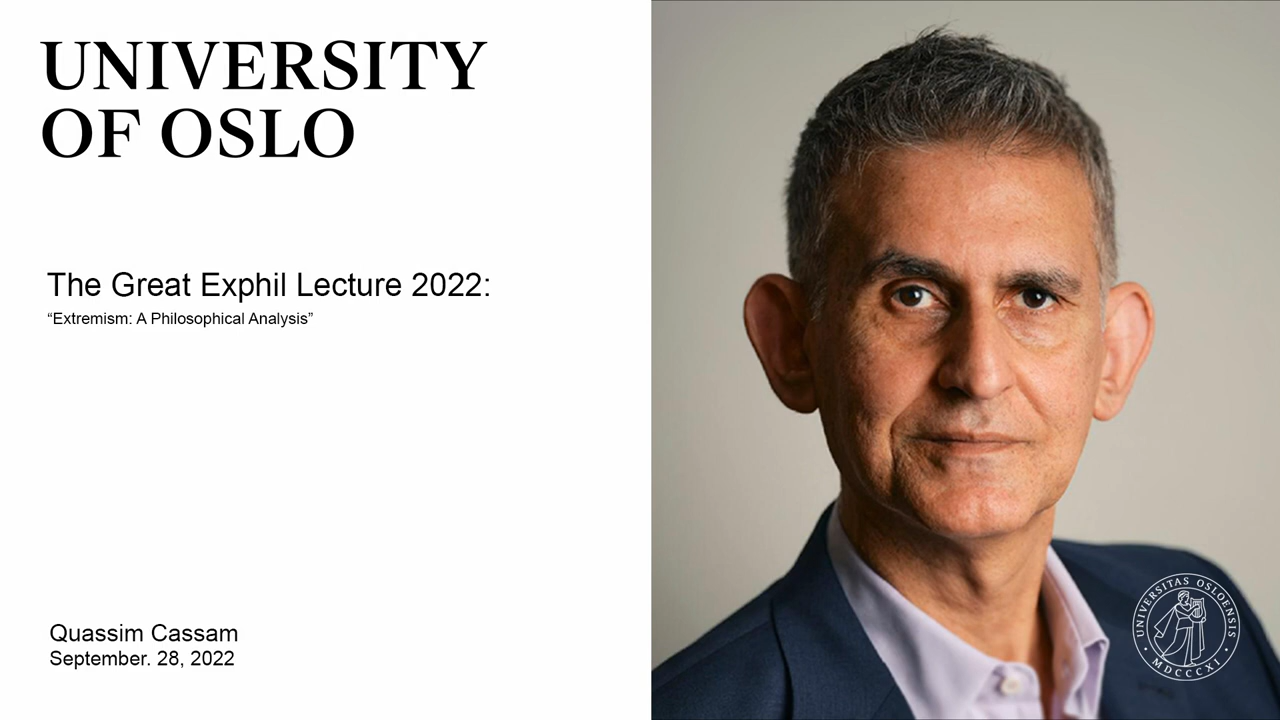 UNIVERSITY
OF OSLO
The Great Exphil Lecture 2022:
“Extremism: A Philosophical Analysis”
Quassim Cassam
September. 28, 2022
UNIVERSITAS OSLOENSIS
MDCCCXI